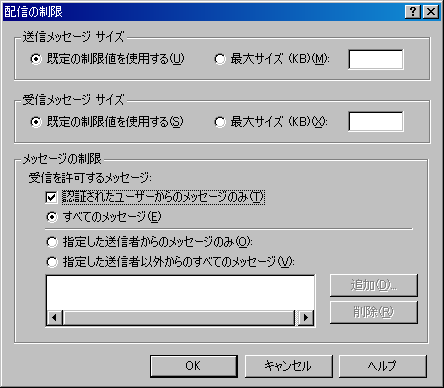 配信の制限
送信メッセージ サイズ
既定の制限値を使用する(U)
最大サイズ (KB)(M):
受信メッセージ サイズ
既定の制限値を使用する(S)
最大サイズ (KB)(X):
メッセージの制限
受信を許可するメッセージ:
認証されたユーザーからのメッセージのみ(T)
すべてのメッセージ(E)
指定した送信者からのメッセージのみ(O):
指定した送信者以外からのすべてのメッセージ(V):
追加(D)...
削除(R)
OK
キャンセル
ヘルプ